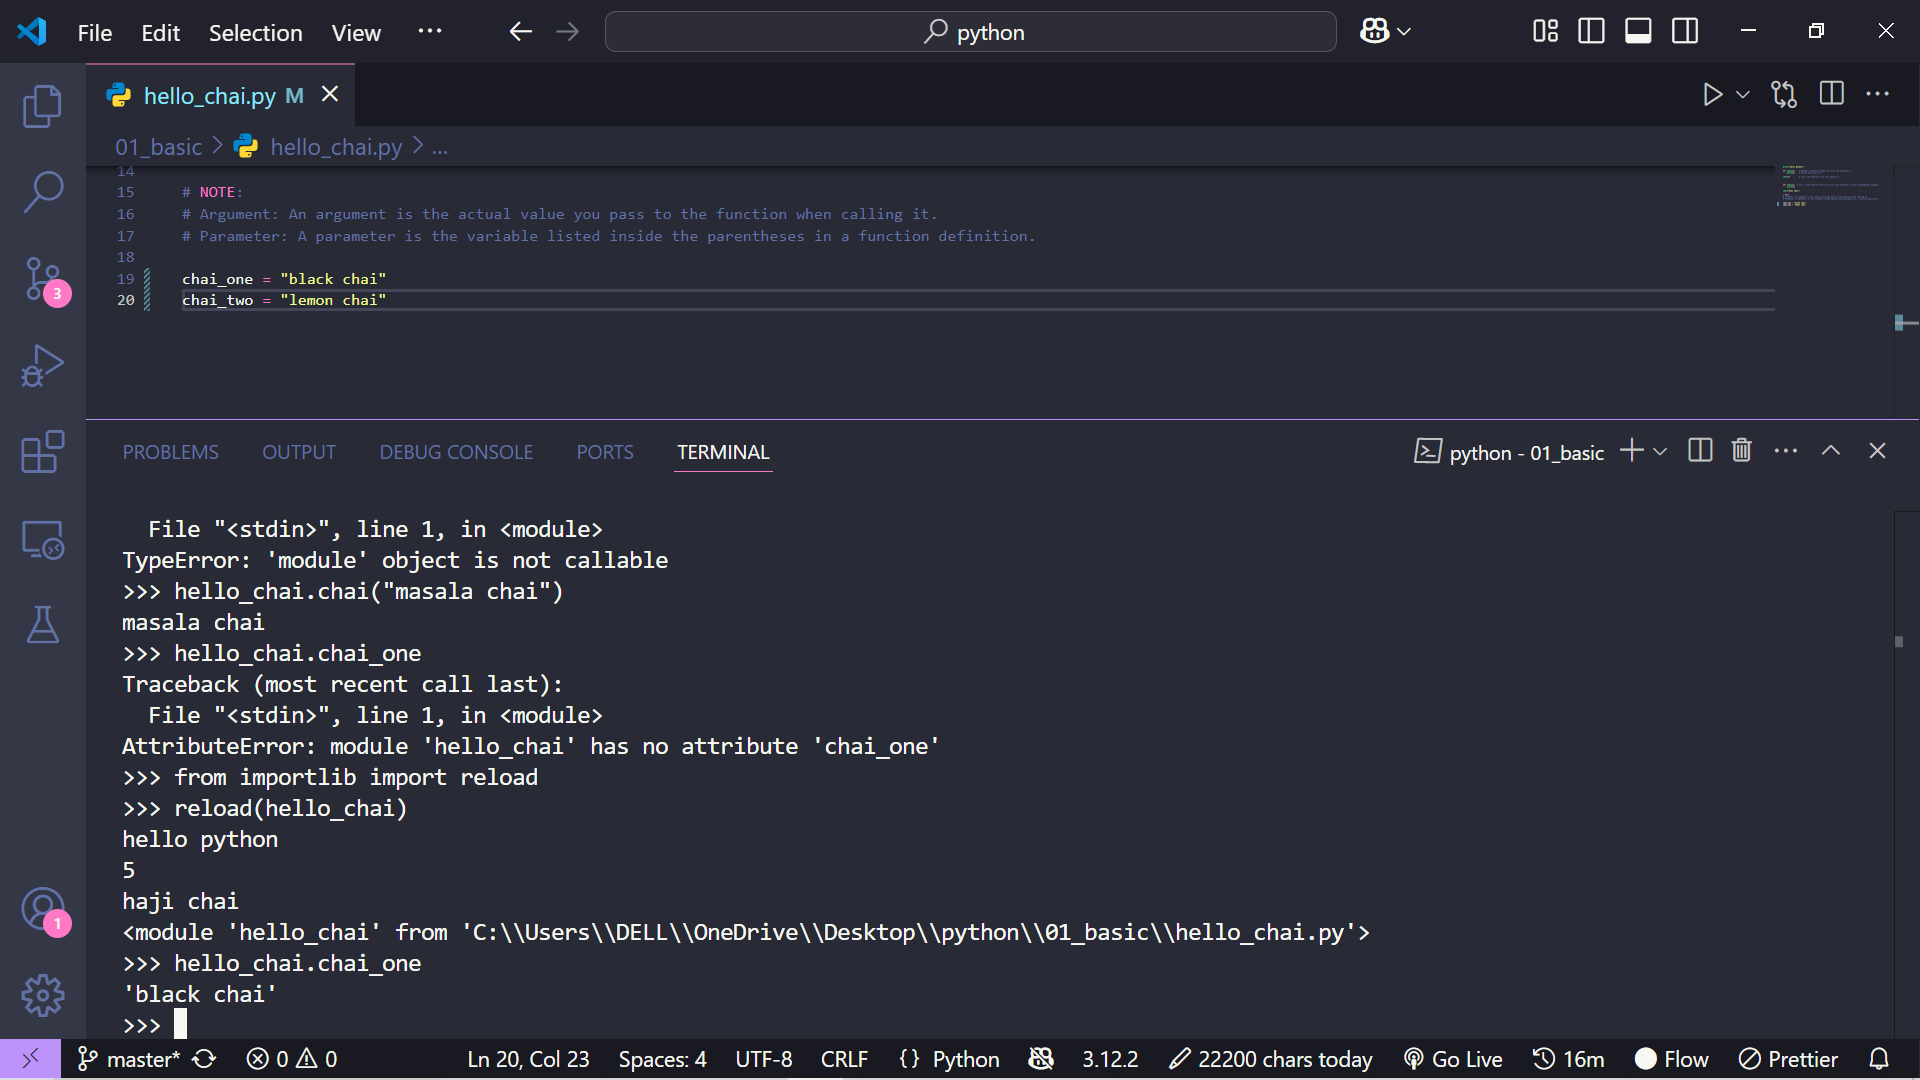 File Edit Selection View ··· python
hello_chai.py M
01_basic > hello_chai.py > ...
14
15 # NOTE:
16 # Argument: An argument is the actual value you pass to the function when calling it.
17 # Parameter: A parameter is the variable listed inside the parentheses in a function definition.
18
19 chai_one = "black chai"
20 chai_two = "lemon chai"
PROBLEMS OUTPUT DEBUG CONSOLE PORTS TERMINAL python - 01_basic
File "<stdin>", line 1, in <module>
TypeError: 'module' object is not callable
>>> hello_chai.chai("masala chai")
masala chai
>>> hello_chai.chai_one
Traceback (most recent call last):
File "<stdin>", line 1, in <module>
AttributeError: module 'hello_chai' has no attribute 'chai_one'
>>> from importlib import reload
>>> reload(hello_chai)
hello python
5
haji chai
<module 'hello_chai' from 'C:\\Users\\DELL\\OneDrive\\Desktop\\python\\01_basic\\hello_chai.py'>
>>> hello_chai.chai_one
'black chai'
>>>
3
1
master* 0 0 Ln 20, Col 23 Spaces: 4 UTF-8 CRLF {} Python 3.12.2 22200 chars today Go Live 16m Flow Prettier